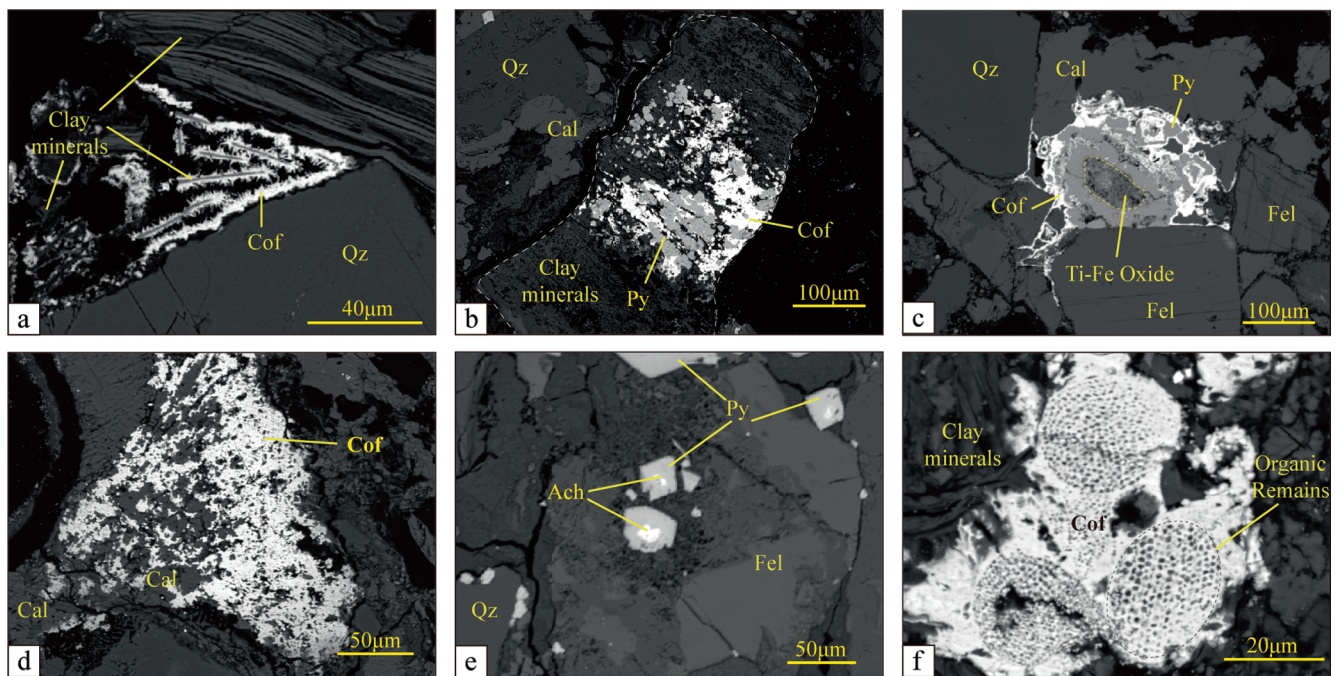 Clay
minerals
Cof
Qz
40μm
a
Qz
Cal
Cof
Clay
minerals
Py
100μm
b
Qz
Cal
Py
Cof
Fel
Ti-Fe Oxide
Fel
100μm
c
Cof
Cal
Cal
50μm
d
Py
Ach
Fel
Qz
50μm
e
Clay
minerals
Organic
Remains
Cof
20μm
f